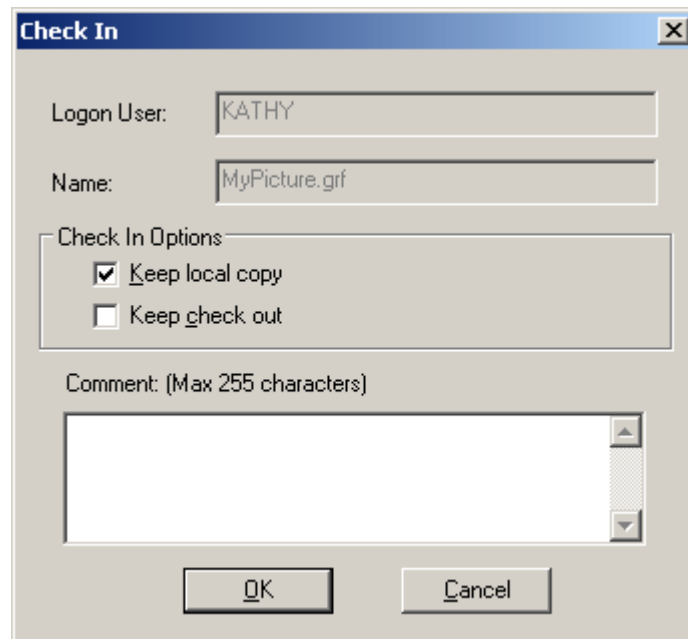 Check In
Logon User: KATHY
Name: MyPicture.grf
Check In Options
Keep local copy
Keep check out
Comment: (Max 255 characters)
OK Cancel